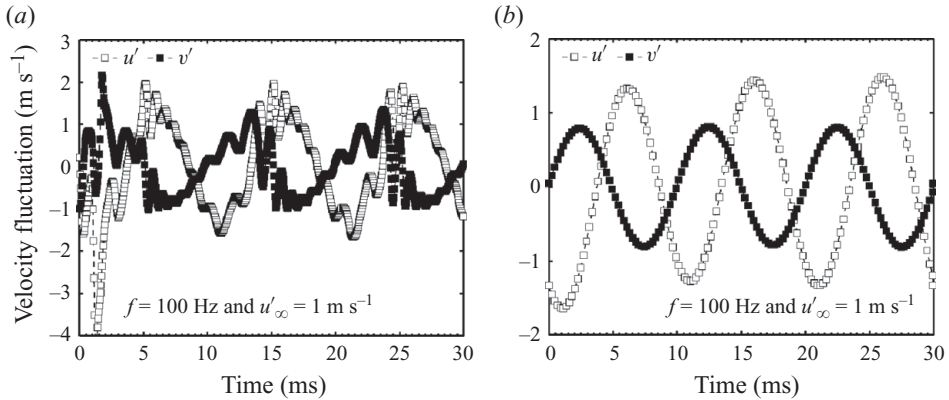 (a)
3
2
1
0
–1
–2
–3
–4
Velocity fluctuation (m s⁻¹)
u′ v′
f = 100 Hz and u′∞ = 1 m s⁻¹
0 5 10 15 20 25 30
Time (ms)
(b)
2
1
0
–1
–2
u′ v′
f = 100 Hz and u′∞ = 1 m s⁻¹
0 5 10 15 20 25 30
Time (ms)